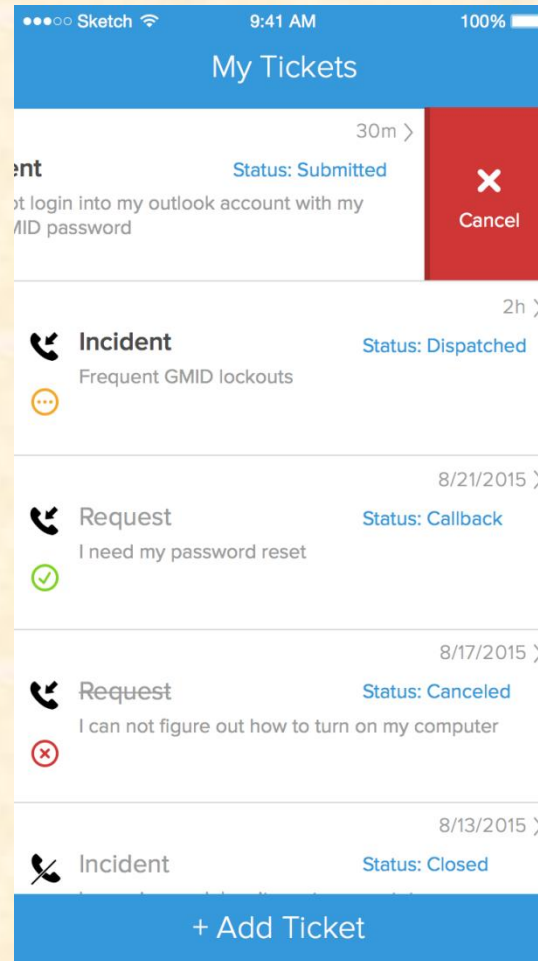 Sketch 9:41 AM 100%
My Tickets
30m
ent Status: Submitted
ot login into my outlook account with my
MID password
Cancel
2h
Incident Status: Dispatched
Frequent GMID lockouts
8/21/2015
Request Status: Callback
I need my password reset
8/17/2015
Request Status: Canceled
I can not figure out how to turn on my computer
8/13/2015
Incident Status: Closed
+ Add Ticket